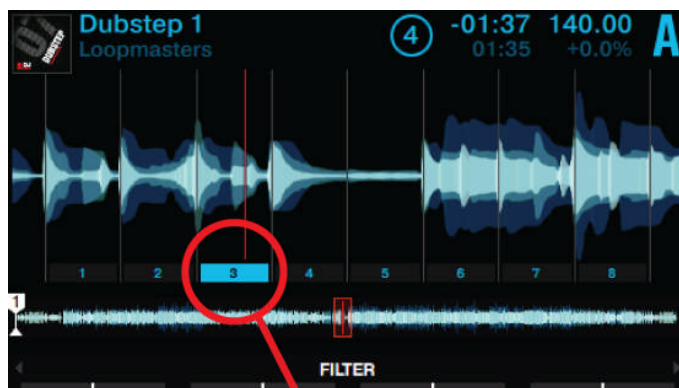 Dubstep 1
Loopmasters
4
-01:37 140.00
01:35 +0.0%
A
DUBSTEP
1 2 3 4 5 6 7 8
1
FILTER